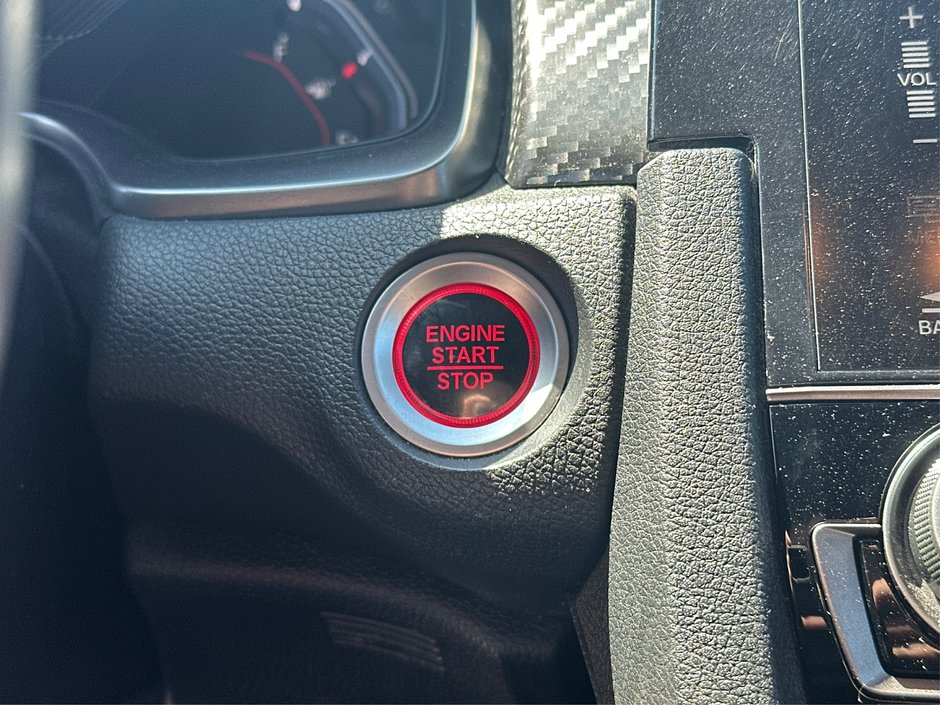 ENGINE
START
STOP
+
VOL
-